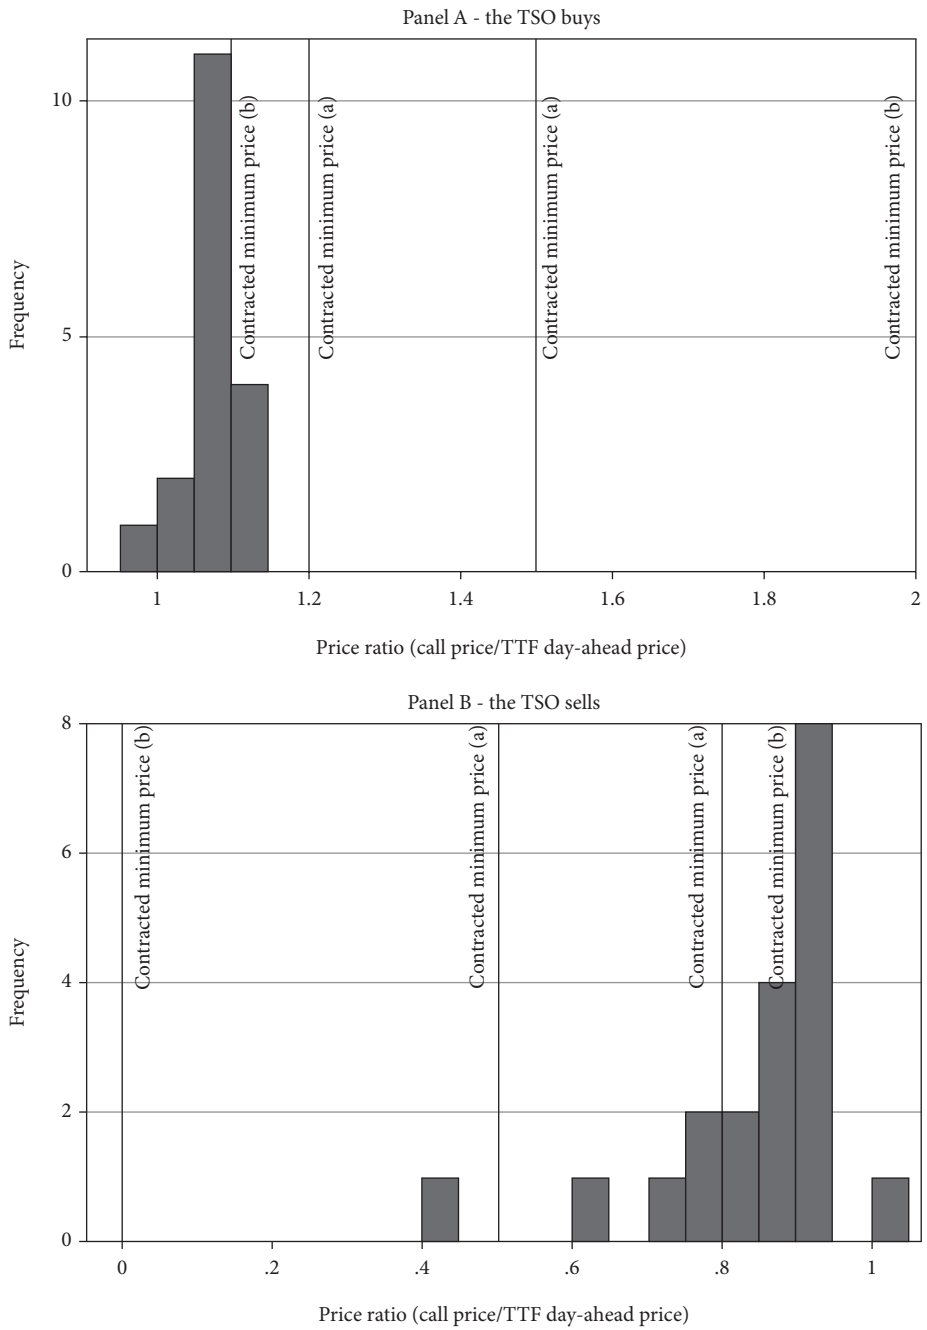 Panel A - the TSO buys
10
5
0
Frequency
Contracted minimum price (b)
Contracted minimum price (a)
Contracted minimum price (a)
Contracted minimum price (b)
1
1.2
1.4
1.6
1.8
2
Price ratio (call price/TTF day-ahead price)
Panel B - the TSO sells
8
6
4
2
0
Frequency
Contracted minimum price (b)
Contracted minimum price (a)
Contracted minimum price (a)
Contracted minimum price (b)
0
.2
.4
.6
.8
1
Price ratio (call price/TTF day-ahead price)